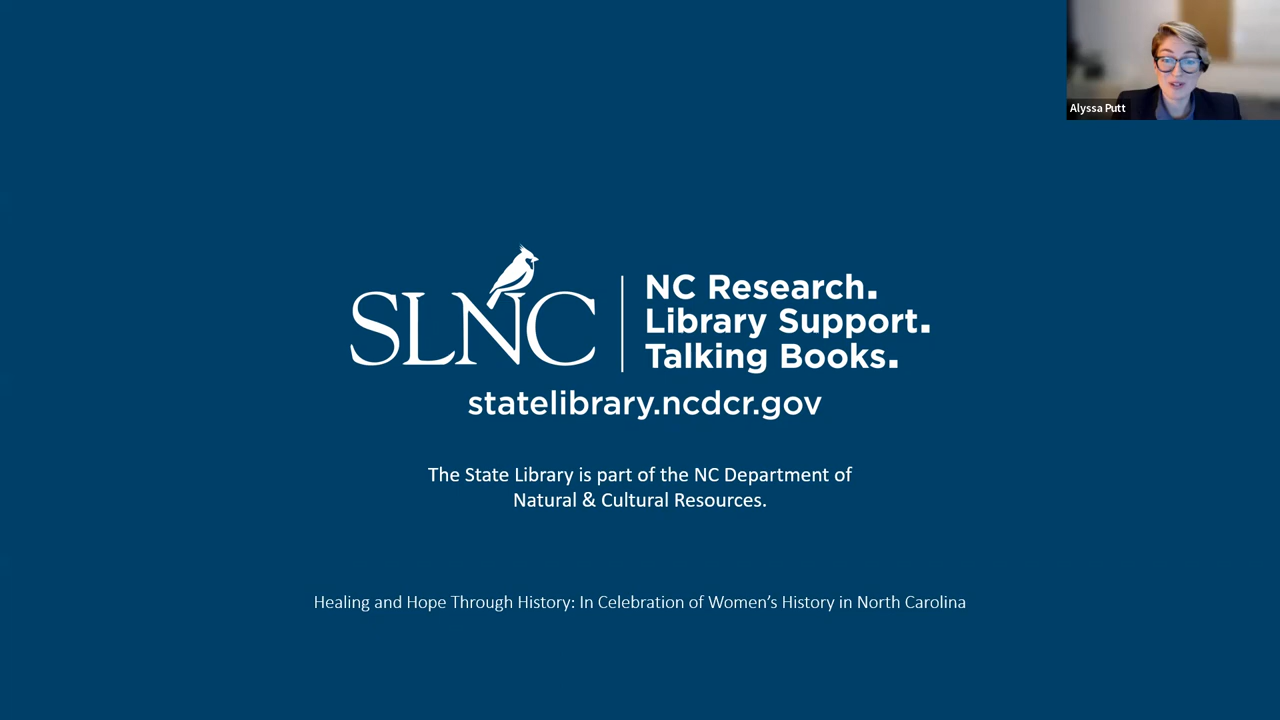 Alyssa Putt
SLNC
NC Research.
Library Support.
Talking Books.
statelibrary.ncdcr.gov
The State Library is part of the NC Department of
Natural & Cultural Resources.
Healing and Hope Through History: In Celebration of Women’s History in North Carolina